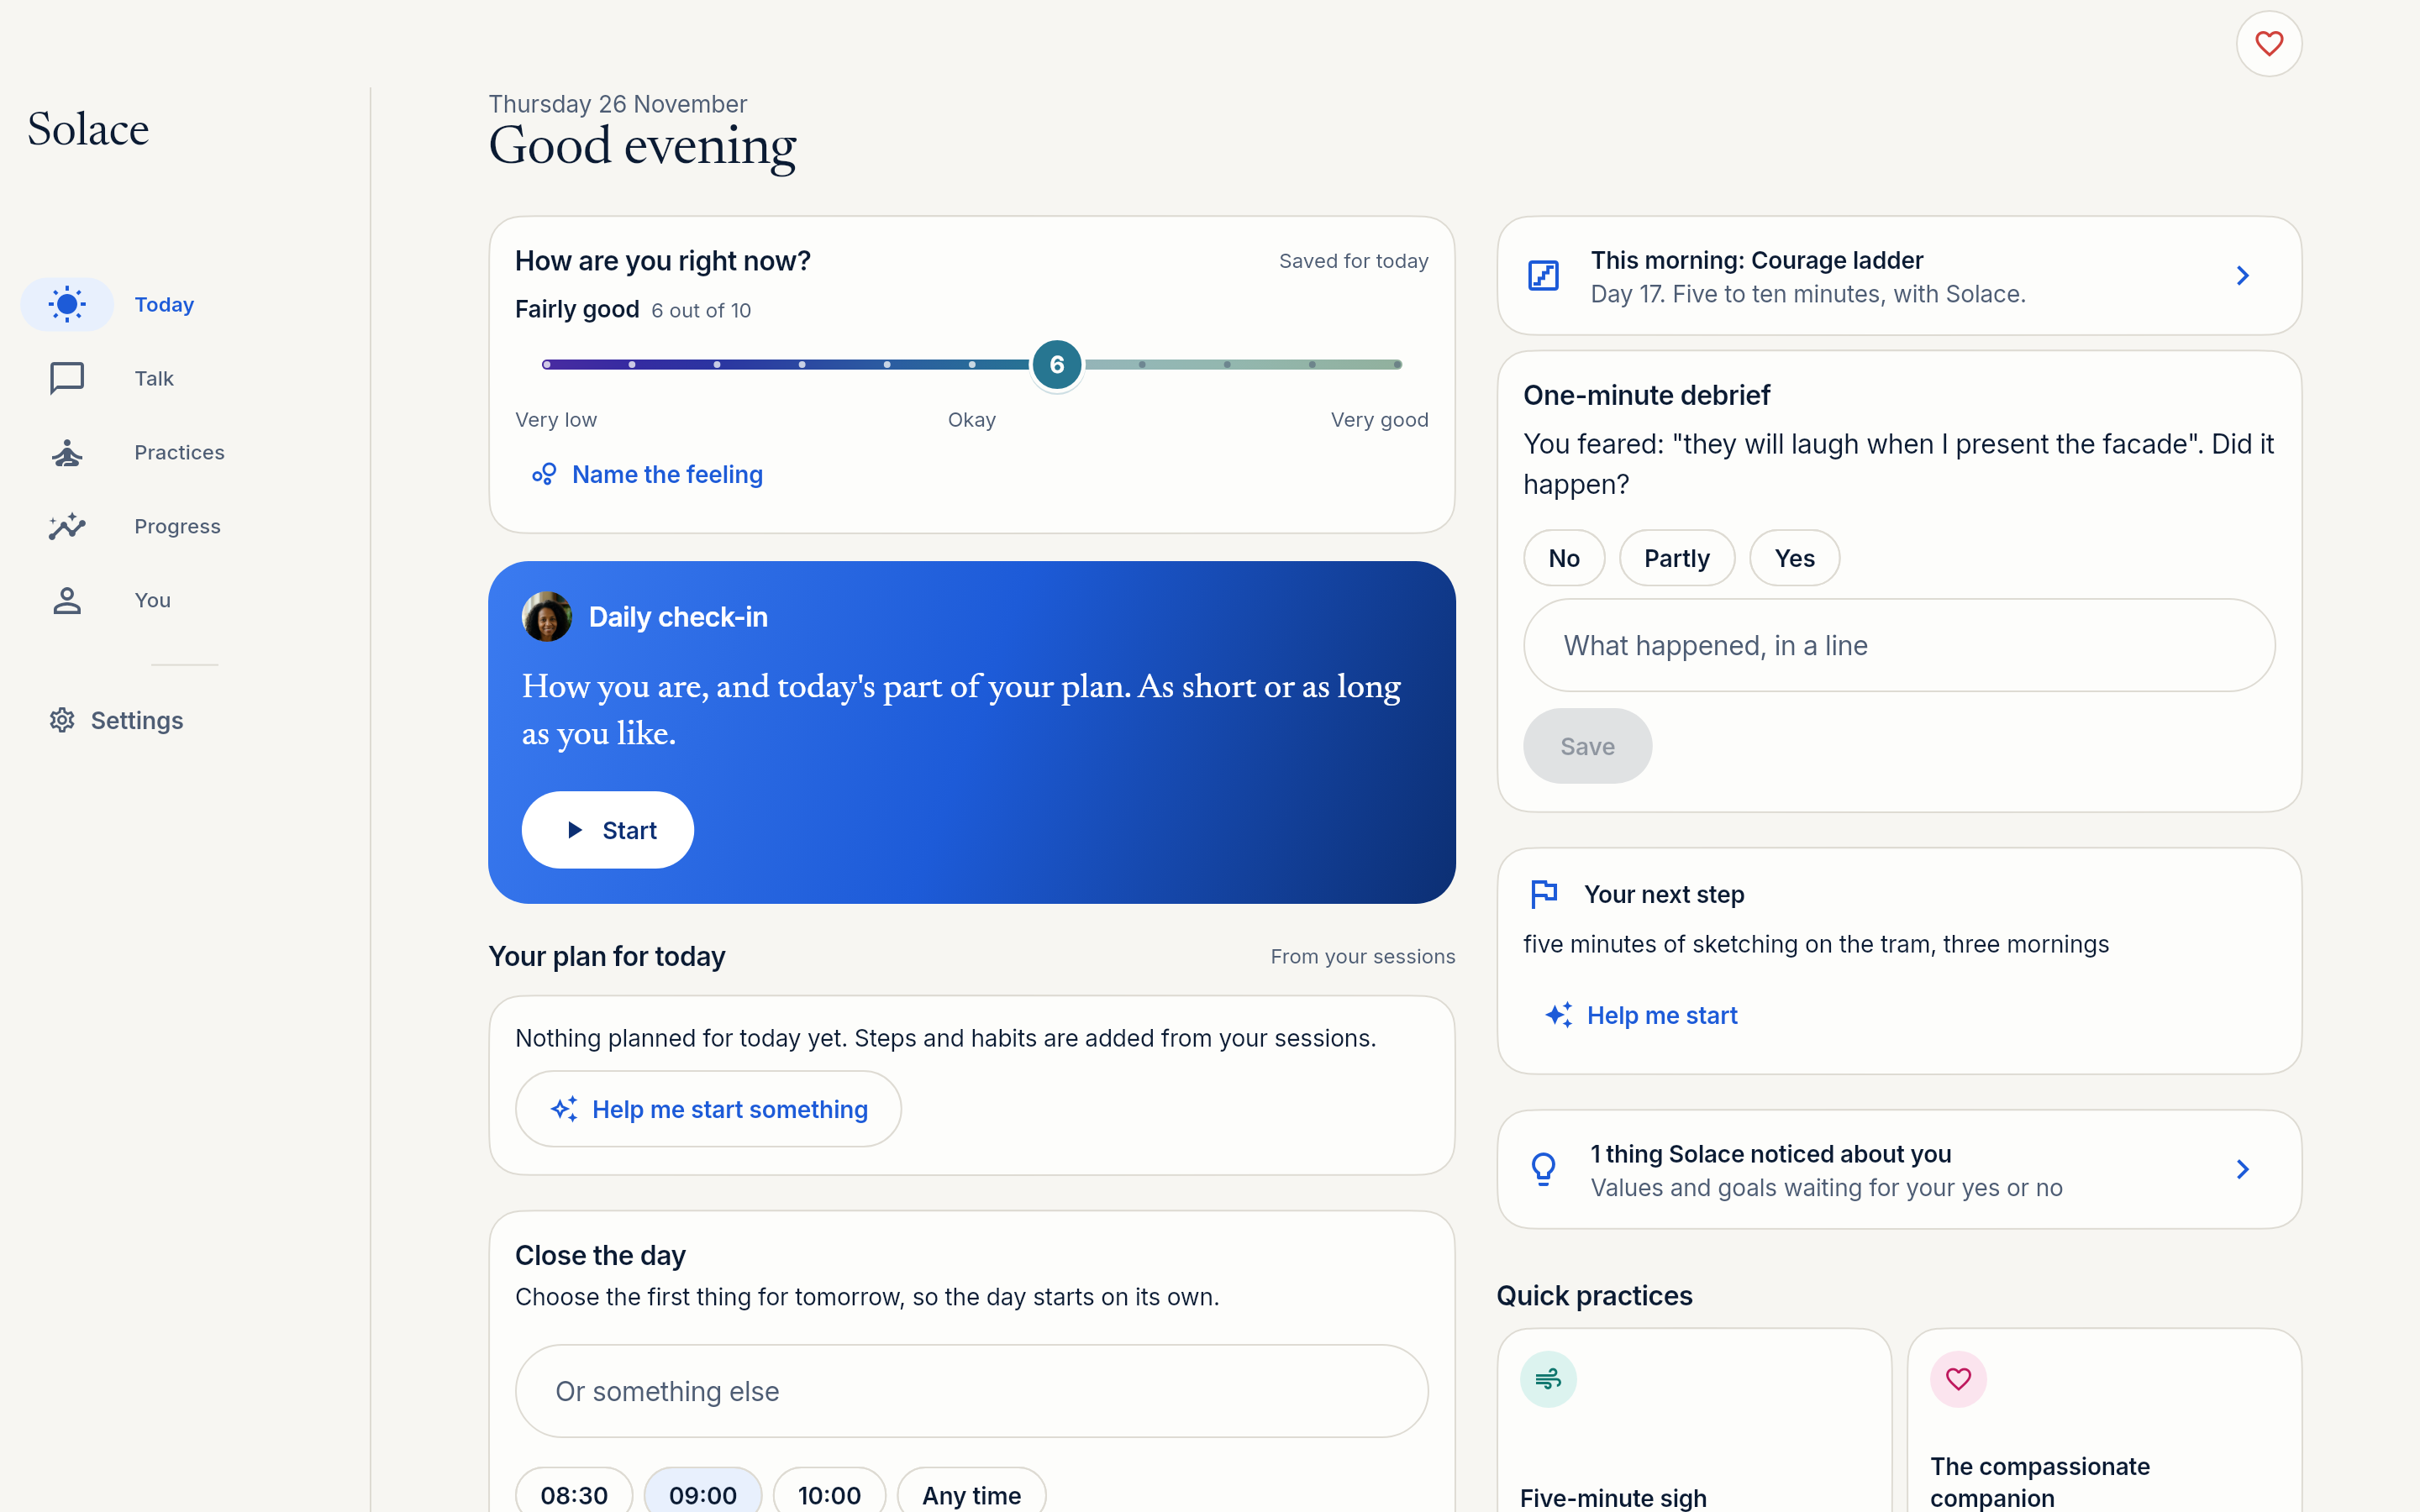 Solace
Today
Talk
Practices
Progress
You
Settings
Thursday 26 November
Good evening
How are you right now?
Saved for today
Fairly good 6 out of 10
6
Very low
Okay
Very good
Name the feeling
Daily check-in
How you are, and today's part of your plan. As short or as long
as you like.
Start
Your plan for today
From your sessions
Nothing planned for today yet. Steps and habits are added from your sessions.
Help me start something
Close the day
Choose the first thing for tomorrow, so the day starts on its own.
Or something else
08:30
09:00
10:00
Any time
This morning: Courage ladder
Day 17. Five to ten minutes, with Solace.
One-minute debrief
You feared: "they will laugh when I present the facade". Did it
happen?
No
Partly
Yes
What happened, in a line
Save
Your next step
five minutes of sketching on the tram, three mornings
Help me start
1 thing Solace noticed about you
Values and goals waiting for your yes or no
Quick practices
Five-minute sigh
The compassionate
companion